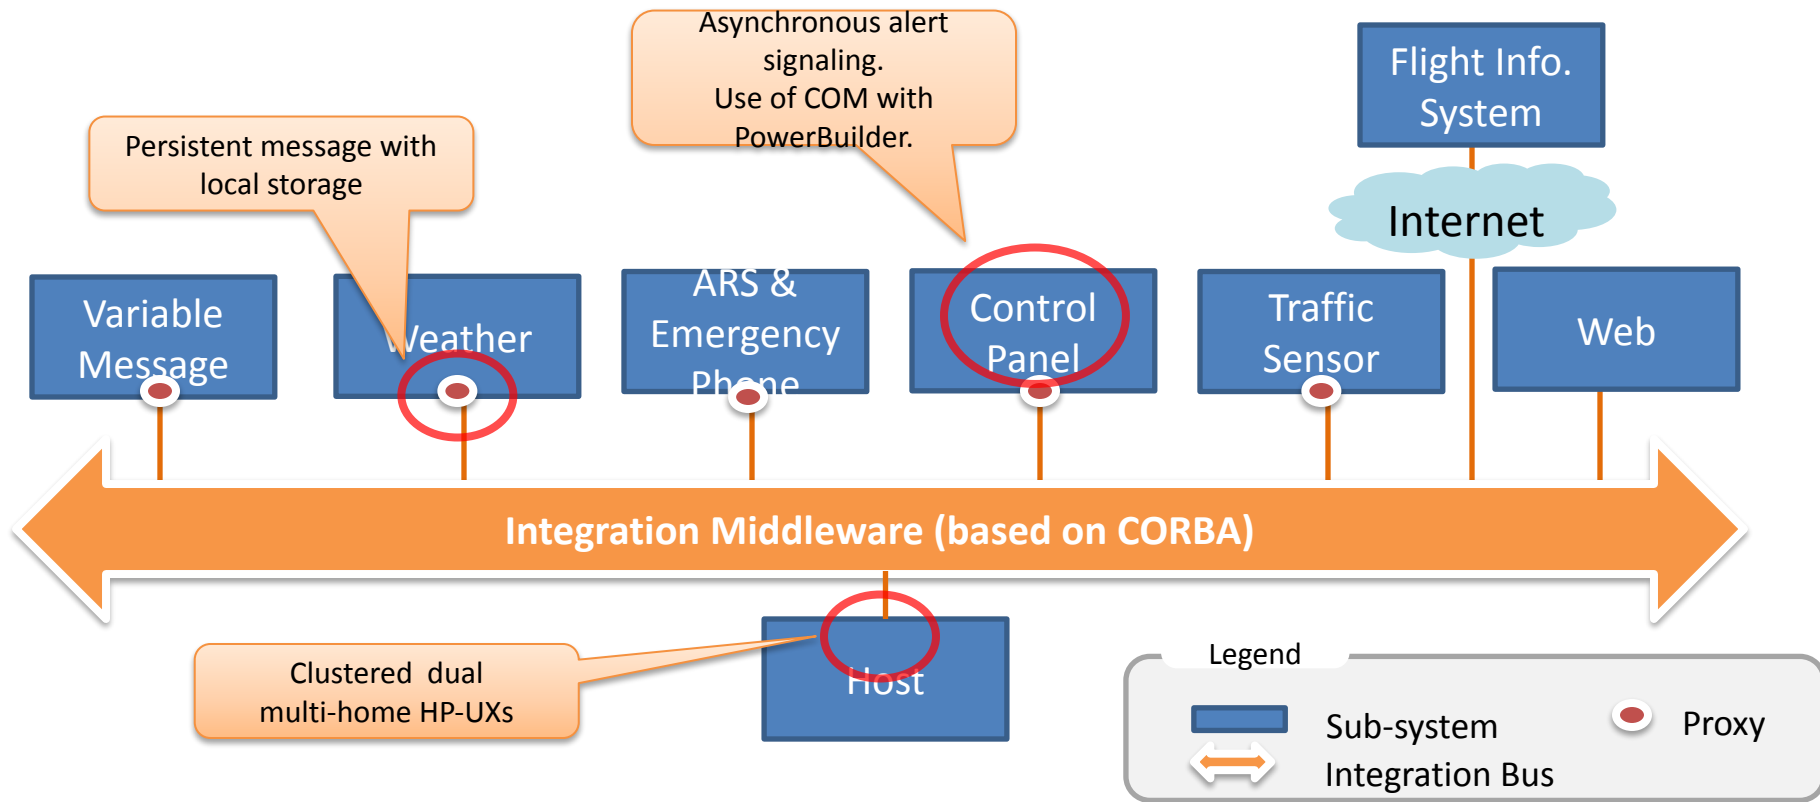 Asynchronous alert
signaling.
Use of COM with
PowerBuilder.
Flight Info.
System
Persistent message with
local storage
Internet
Variable
Message
Weather
ARS &
Emergency
Phone
Control
Panel
Traffic
Sensor
Web
Integration Middleware (based on CORBA)
Clustered  dual
multi-home HP-UXs
Host
Legend
Sub-system
Proxy
Integration Bus